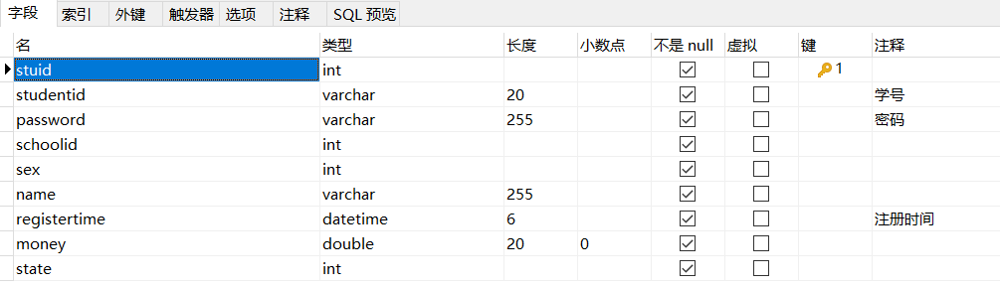 字段 索引 外键 触发器 选项 注释 SQL 预览
名 类型 长度 小数点 不是 null 虚拟 键 注释
stuid int 1
studentid varchar 20 学号
password varchar 255 密码
schoolid int
sex int
name varchar 255
registertime datetime 6 注册时间
money double 20 0
state int